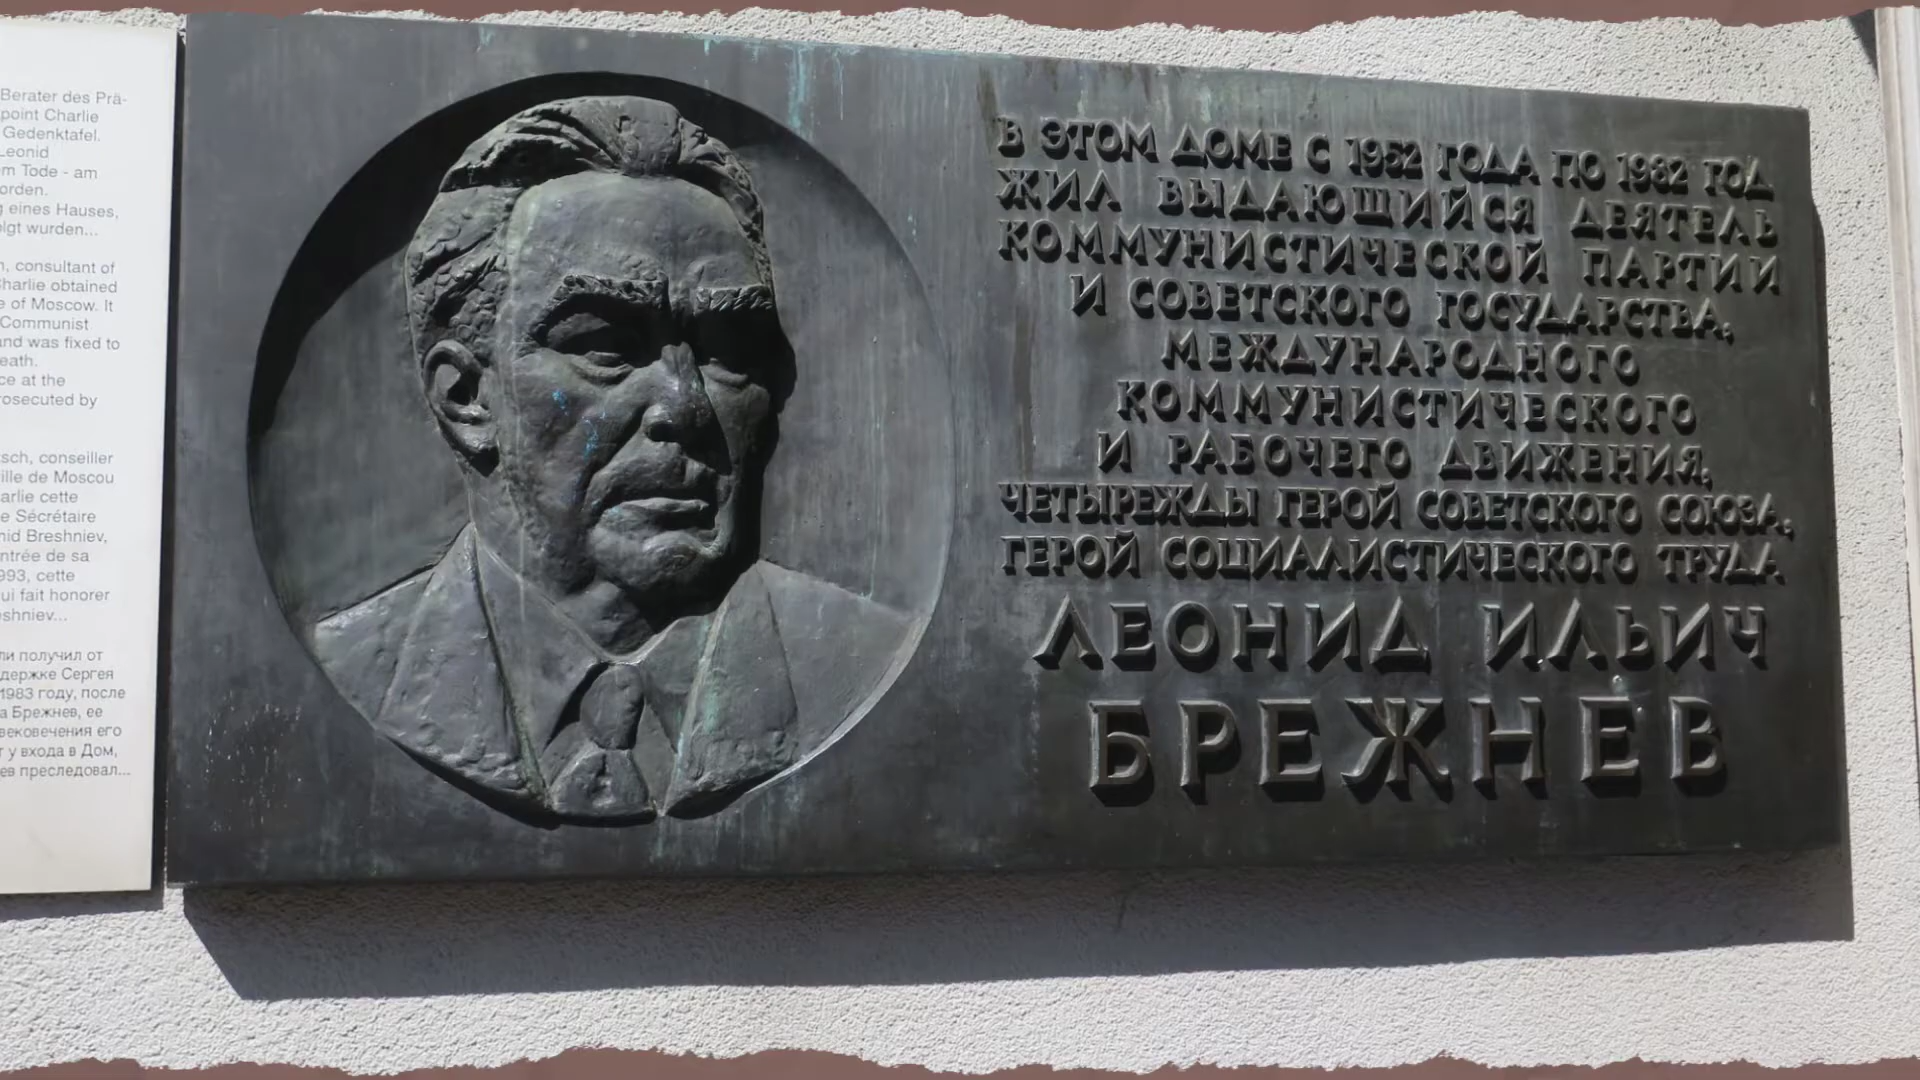 Berater des Prä-
point Charlie
Gedenktafel.
Leonid
m Tode - am
orden.
g eines Hauses,
olgt wurden...
n, consultant of
Charlie obtained
e of Moscow. It
Communist
and was fixed to
eath.
ce at the
rosecuted by
tsch, conseiller
ille de Moscou
arlie cette
e Sécrétaire
nid Breshniev,
ntrée de sa
993, cette
ui fait honorer
eshniev...
ли получил от
держке Сергея
1983 году, после
а Брежнев, ее
вековечения его
т у входа в Дом,
ев преследовал...
В ЭТОМ ДОМЕ С 1952 ГОДА ПО 1982 ГОД
ЖИЛ ВЫДАЮЩИЙСЯ ДЕЯТЕЛЬ
КОММУНИСТИЧЕСКОЙ ПАРТИИ
И СОВЕТСКОГО ГОСУДАРСТВА,
МЕЖДУНАРОДНОГО
КОММУНИСТИЧЕСКОГО
И РАБОЧЕГО ДВИЖЕНИЯ,
ЧЕТЫРЕЖДЫ ГЕРОЙ СОВЕТСКОГО СОЮЗА,
ГЕРОЙ СОЦИАЛИСТИЧЕСКОГО ТРУДА
ЛЕОНИД ИЛЬИЧ
БРЕЖНЕВ